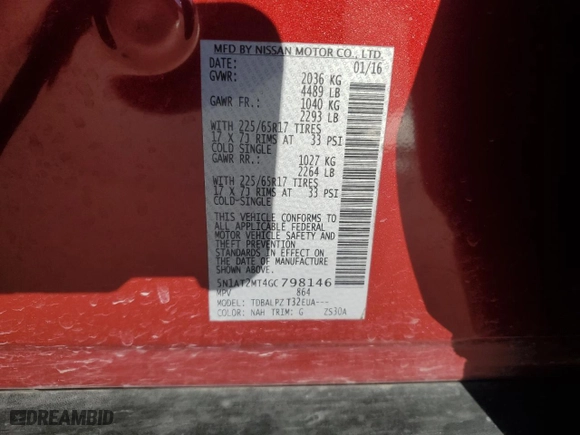 MFD BY NISSAN MOTOR CO., LTD.
DATE: 01/16
GVWR: 2036 KG
4489 LB
GAWR FR.: 1040 KG
2293 LB
WITH 225/65R17 TIRES
17 X 7J RIMS AT 33 PSI
COLD SINGLE
GAWR RR.: 1027 KG
2264 LB
WITH 225/65R17 TIRES
17 X 7J RIMS AT 33 PSI
COLD-SINGLE
THIS VEHICLE CONFORMS TO
ALL APPLICABLE FEDERAL
MOTOR VEHICLE SAFETY AND
THEFT PREVENTION
STANDARDS IN EFFECT ON
THE DATE OF MANUFACTURE
SHOWN ABOVE.
5N1AT2MT4GC798146
MPV 864
MODEL: TDBALPZ T32EUA---
COLOR: NAH TRIM: G ZS30A
DREAMBID